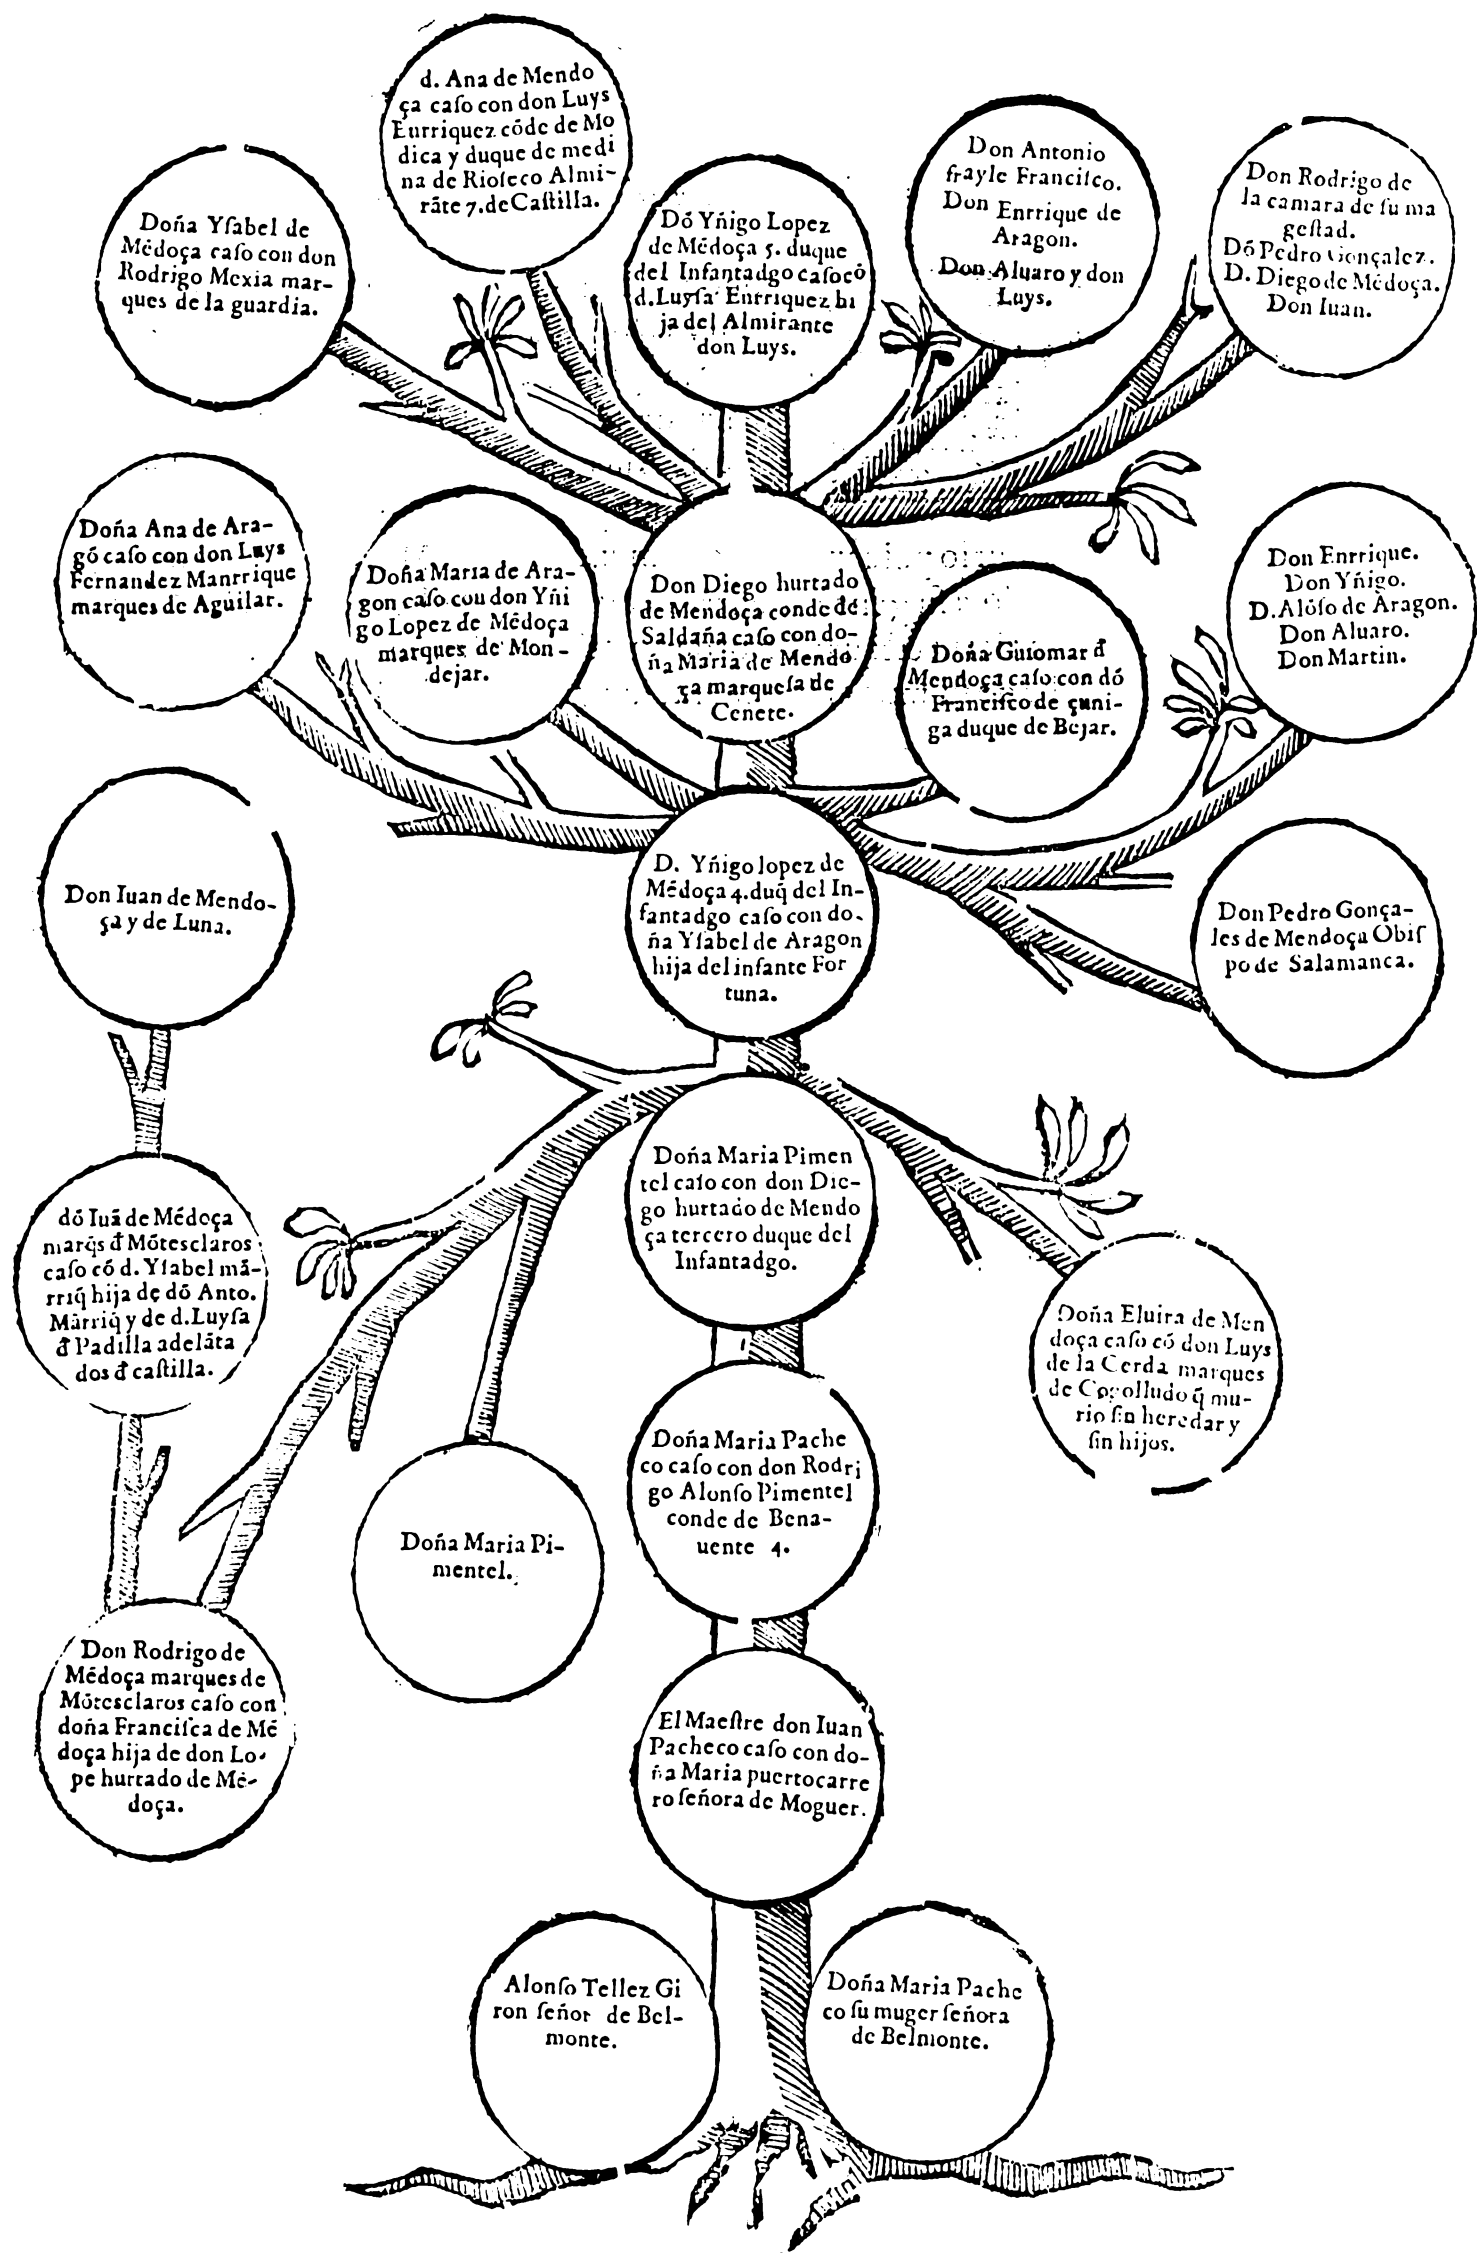 d. Ana de Mendo
ça caſo con don Luys
Enrriquez cõde de Mo
dica y duque de medi
na de Rioſeco Almi-
rãte 7. de Caſtilla.
Doña Yſabel de
Mẽdoça caſo con don
Rodrigo Mexia mar-
ques de la guardia.
Dõ Yñigo Lopez
de Mẽdoça 5. duque
del Infantadgo caſo cõ
d. Luyſa Enrriquez hi
ja del Almirante
don Luys.
Don Antonio
frayle Franciſco.
Don Enrrique de
Aragon.
Don Aluaro y don
Luys.
Don Rodrigo de
la camara de ſu ma
geſtad.
Dõ Pedro Gonçalez.
D. Diego de Mẽdoça.
Don Iuan.
Doña Ana de Ara-
gõ caſo con don Luys
Fernandez Manrrique
marques de Aguilar.
Doña Maria de Ara-
gon caſo con don Yñi
go Lopez de Mẽdoça
marques de Mon-
dejar.
Don Diego hurtado
de Mendoça conde de
Saldaña caſo con do-
ña Maria de Mendo
ça marqueſa de
Cenete.
Doña Guiomar đ
Mendoça caſo con dõ
Franciſco de çuni-
ga duque de Bejar.
Don Enrrique.
Don Yñigo.
D. Alõſo de Aragon.
Don Aluaro.
Don Martin.
Don Iuan de Mendo-
ça y de Luna.
D. Yñigo lopez de
Mẽdoça 4. duq̃ del In-
fantadgo caſo con do-
ña Yſabel de Aragon
hija del infante For
tuna.
Don Pedro Gonça-
les de Mendoça Obiſ
po de Salamanca.
dõ Iuã de Mẽdoça
marq̃s đ Mõtesclaros
caſo cõ d. Yſabel mã-
rriq̃ hija de dõ Anto.
Mãrriq̃ y de d. Luyſa
đ Padilla adelãta
dos đ caſtilla.
Doña Maria Pimen
tel caſo con don Die-
go hurtado de Mendo
ça tercero duque del
Infantadgo.
Doña Eluira de Men
doça caſo cõ don Luys
de la Cerda marques
de Cogolludo q̃ mu-
rio ſin heredar y
ſin hijos.
Doña Maria Pi-
mentel.
Doña Maria Pache
co caſo con don Rodri
go Alonſo Pimentel
conde de Bena-
uente 4.
Don Rodrigo de
Mẽdoça marques de
Mõtesclaros caſo con
doña Franciſca de Mẽ
doça hija de don Lo-
pe hurtado de Mẽ-
doça.
El Maeſtre don Iuan
Pacheco caſo con do-
ña Maria puertocarre
ro ſeñora de Moguer.
Alonſo Tellez Gi
ron ſeñor de Bel-
monte.
Doña Maria Pache
co ſu muger ſeñora
de Belmonte.